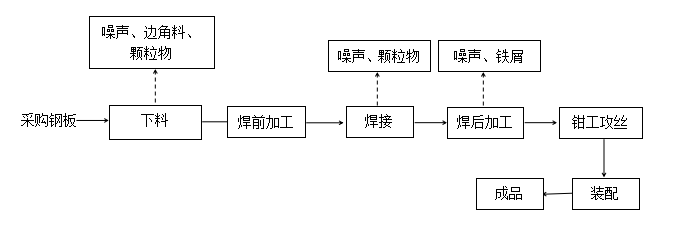 噪声、边角料、
颗粒物
噪声、颗粒物
噪声、铁屑
采购钢板
下料
焊前加工
焊接
焊后加工
钳工攻丝
成品
装配